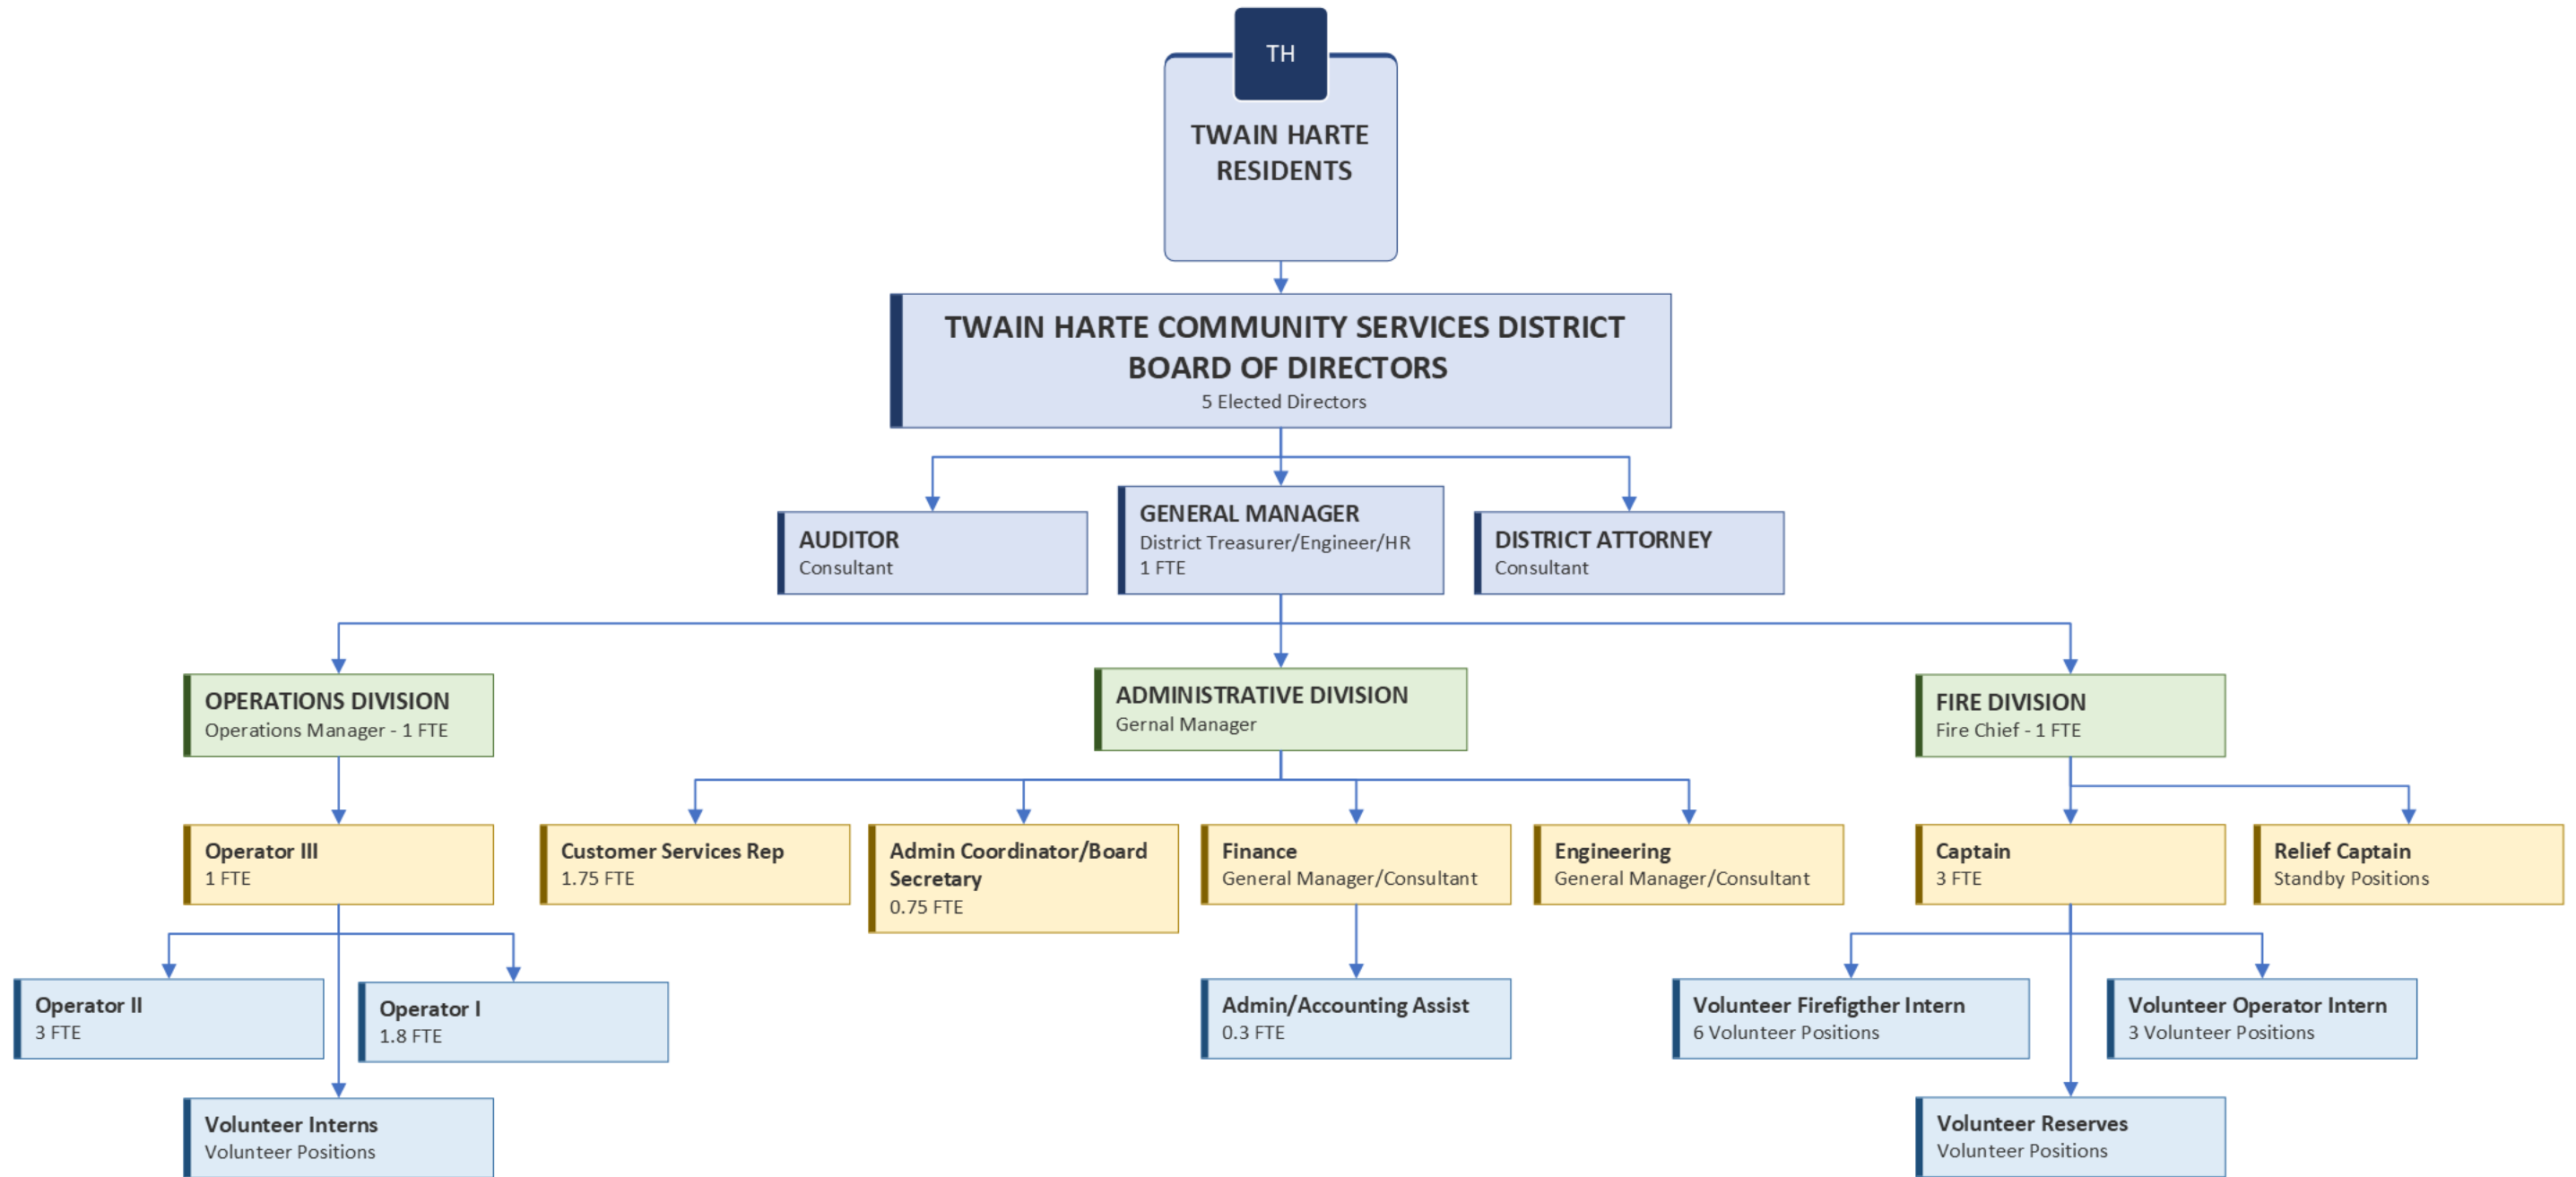 TH
TWAIN HARTE
RESIDENTS
TWAIN HARTE COMMUNITY SERVICES DISTRICT
BOARD OF DIRECTORS
5 Elected Directors
AUDITOR
Consultant
GENERAL MANAGER
District Treasurer/Engineer/HR
1 FTE
DISTRICT ATTORNEY
Consultant
OPERATIONS DIVISION
Operations Manager - 1 FTE
ADMINISTRATIVE DIVISION
Gernal Manager
FIRE DIVISION
Fire Chief - 1 FTE
Operator III
1 FTE
Customer Services Rep
1.75 FTE
Admin Coordinator/Board
Secretary
0.75 FTE
Finance
General Manager/Consultant
Engineering
General Manager/Consultant
Captain
3 FTE
Relief Captain
Standby Positions
Operator II
3 FTE
Operator I
1.8 FTE
Admin/Accounting Assist
0.3 FTE
Volunteer Firefigther Intern
6 Volunteer Positions
Volunteer Operator Intern
3 Volunteer Positions
Volunteer Interns
Volunteer Positions
Volunteer Reserves
Volunteer Positions